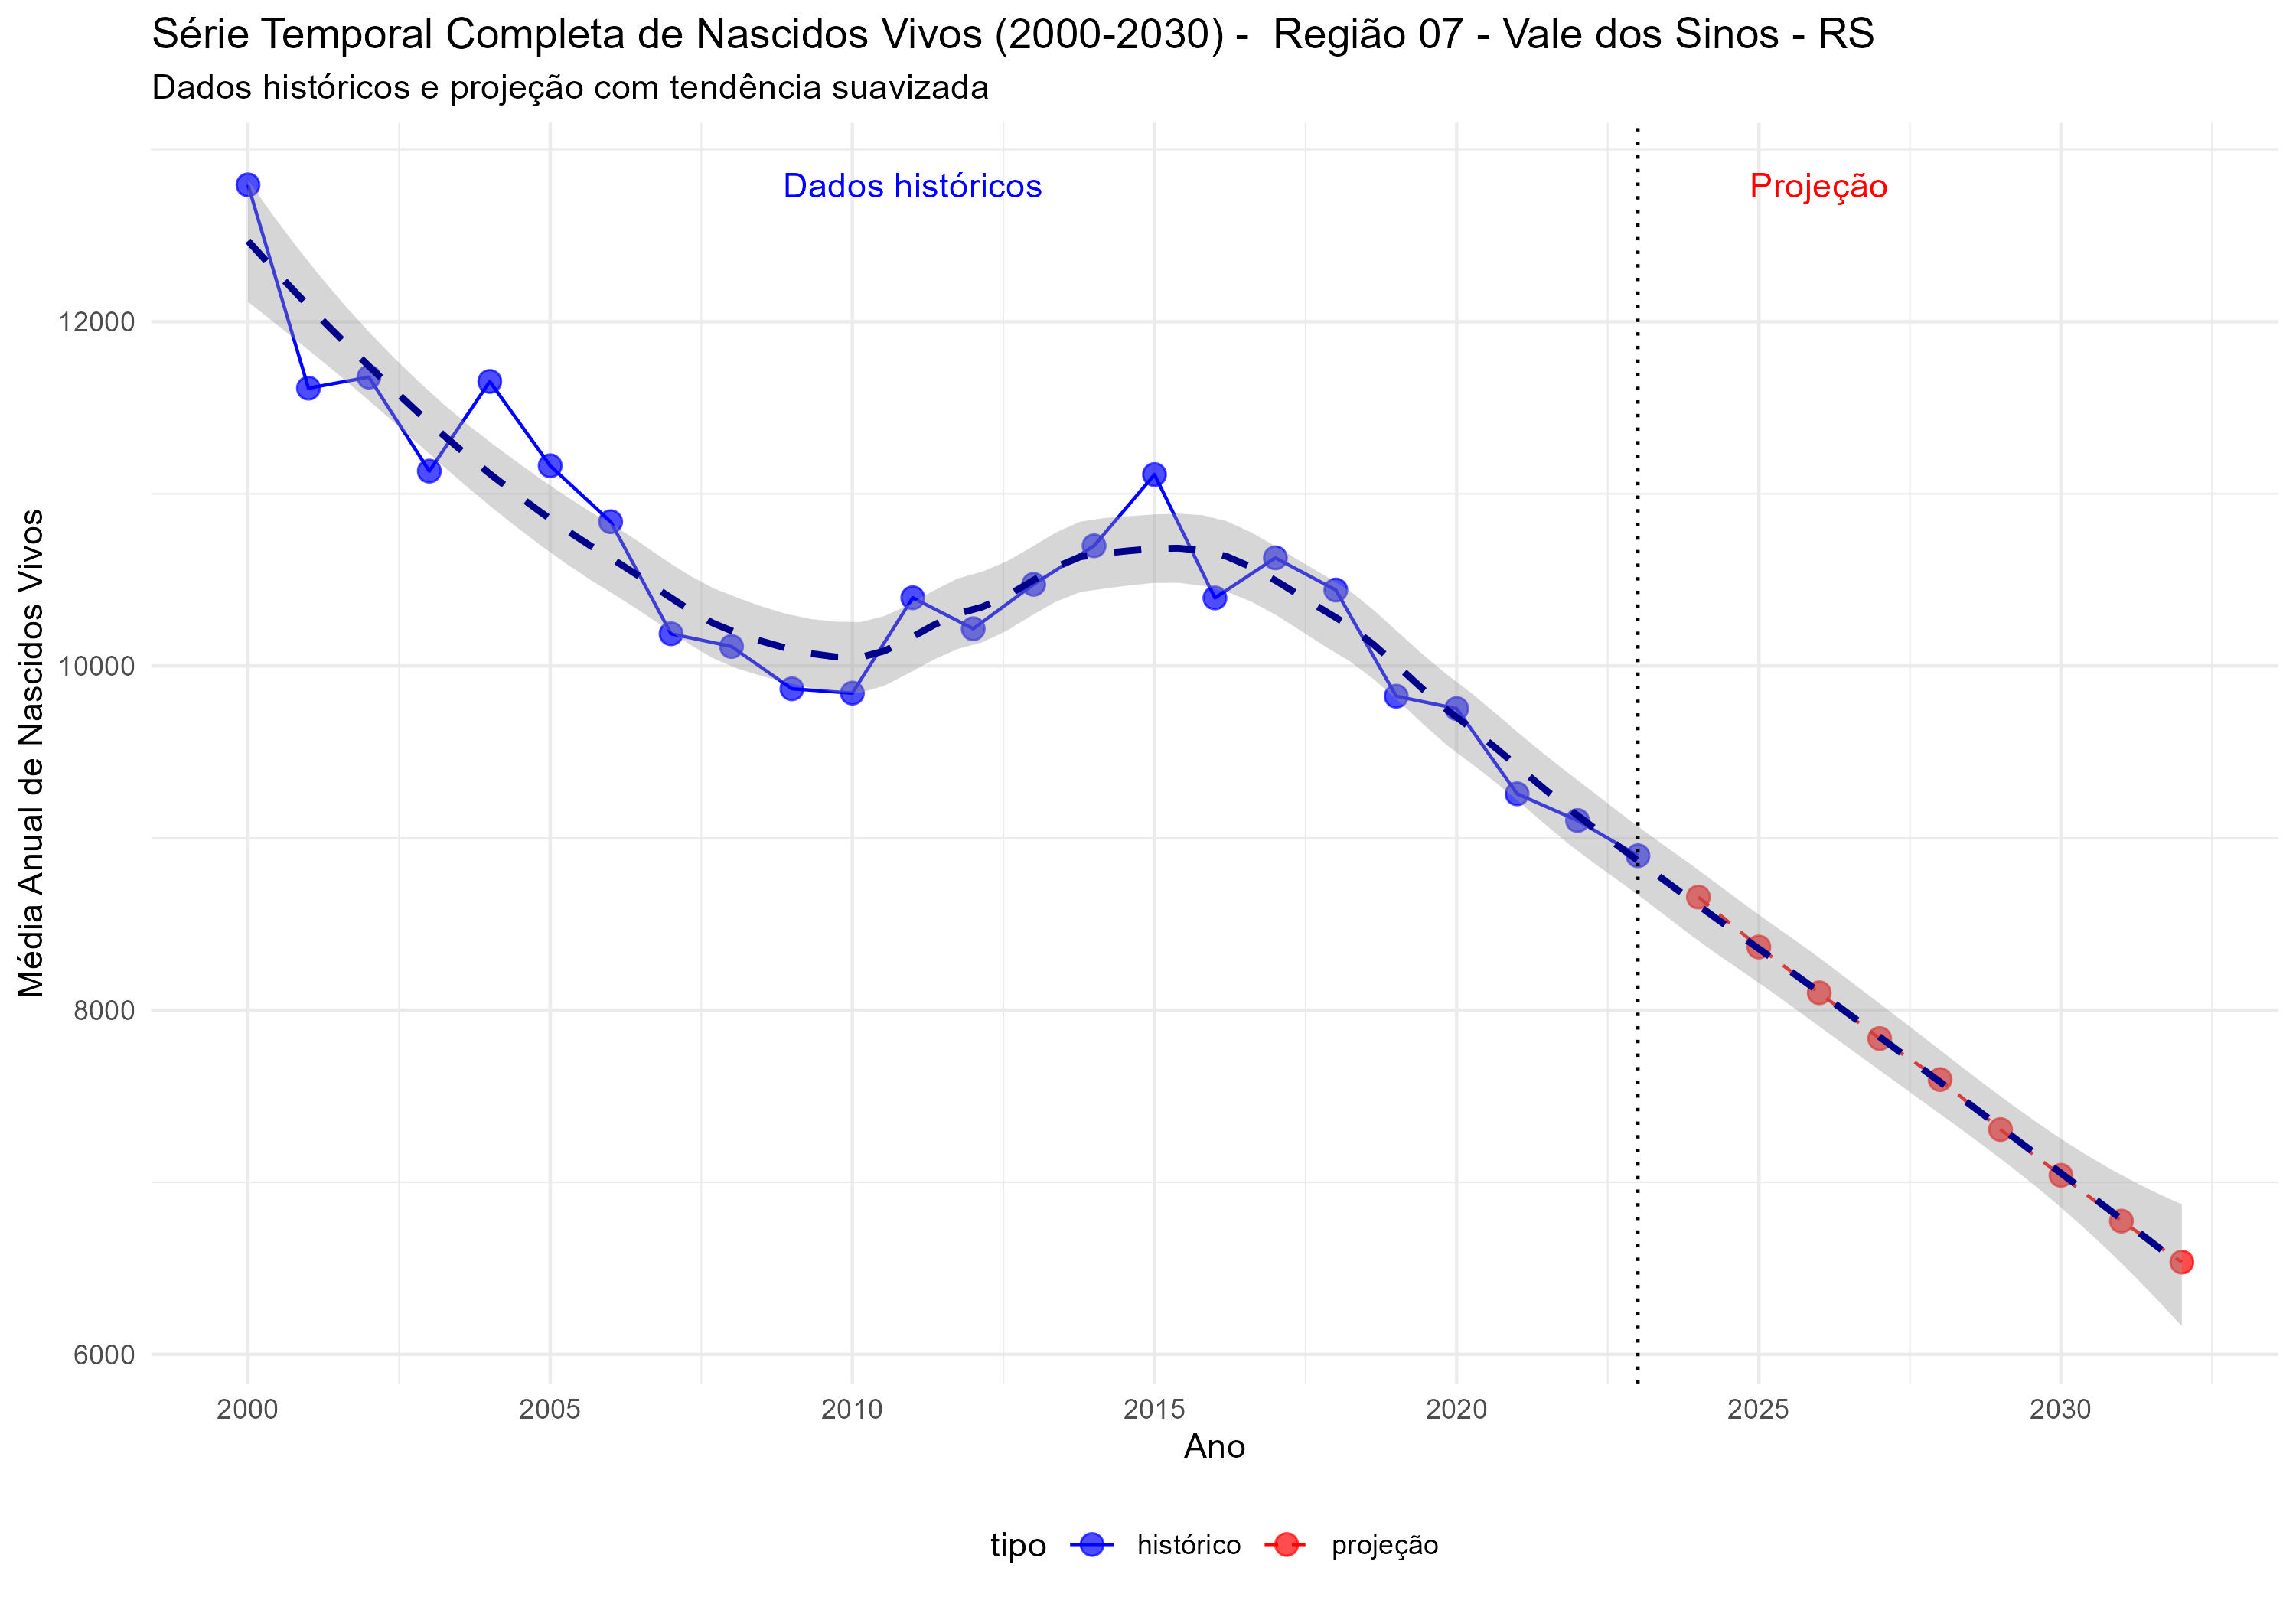 Série Temporal Completa de Nascidos Vivos (2000-2030) -  Região 07 - Vale dos Sinos - RS
Dados históricos e projeção com tendência suavizada
Dados históricos
Projeção
Média Anual de Nascidos Vivos
12000
10000
8000
6000
2000
2005
2010
2015
2020
2025
2030
Ano
tipo
histórico
projeção